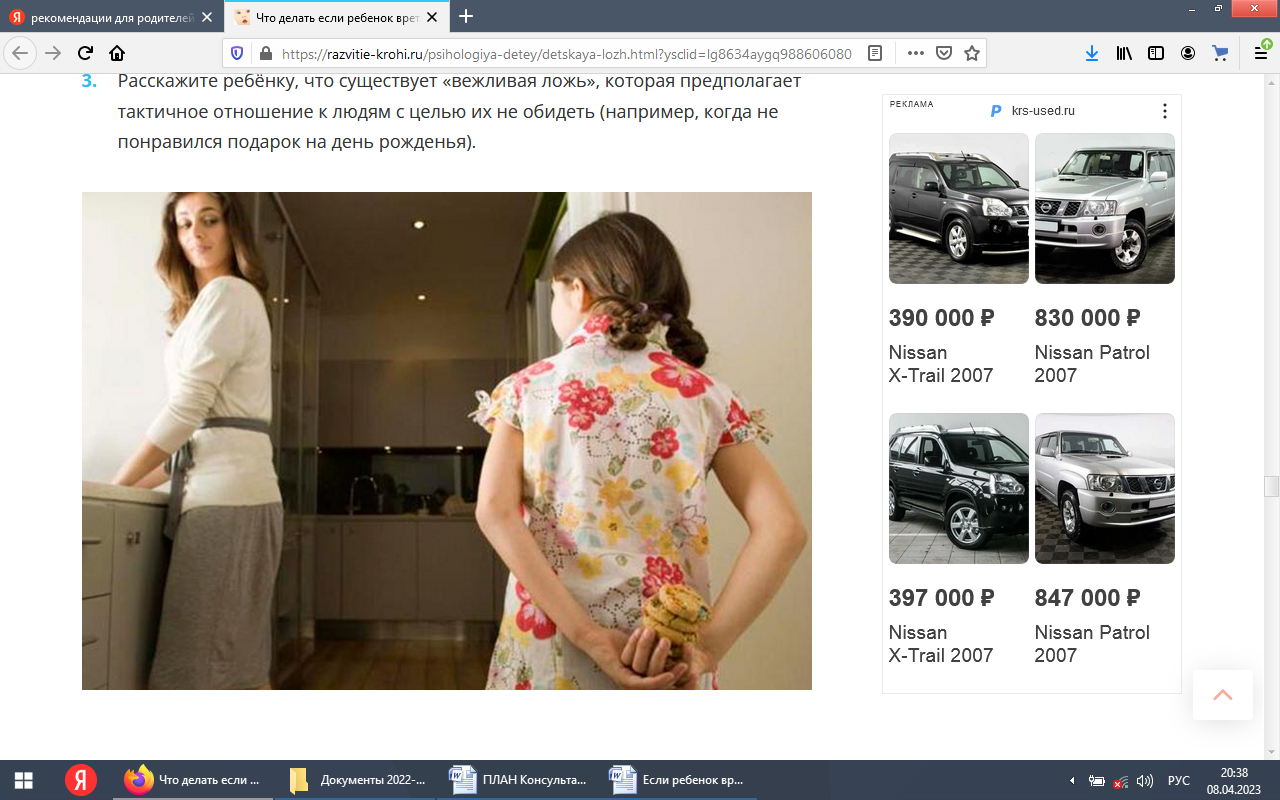 рекомендации для родителей
Что делать если ребенок врет
https://razvitie-krohi.ru/psihologiya-detey/detskaya-lozh.html?ysclid=lg8634aygq988606080
3. Расскажите ребёнку, что существует «вежливая ложь», которая предполагает
тактичное отношение к людям с целью их не обидеть (например, когда не
понравился подарок на день рожденья).
РЕКЛАМА
krs-used.ru
390 000 ₽
Nissan
X-Trail 2007
830 000 ₽
Nissan Patrol
2007
397 000 ₽
Nissan
X-Trail 2007
847 000 ₽
Nissan Patrol
2007
Что делать если ...
Документы 2022-...
ПЛАН Консульта...
Если ребенок вр...
РУС
20:38
08.04.2023